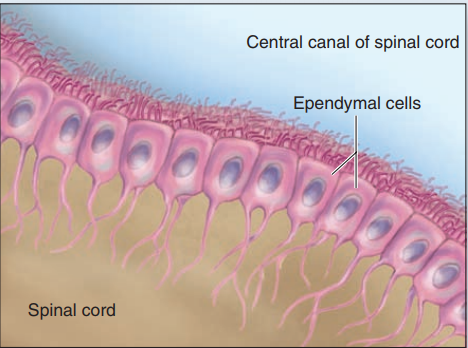 Central canal of spinal cord
Ependymal cells
Spinal cord